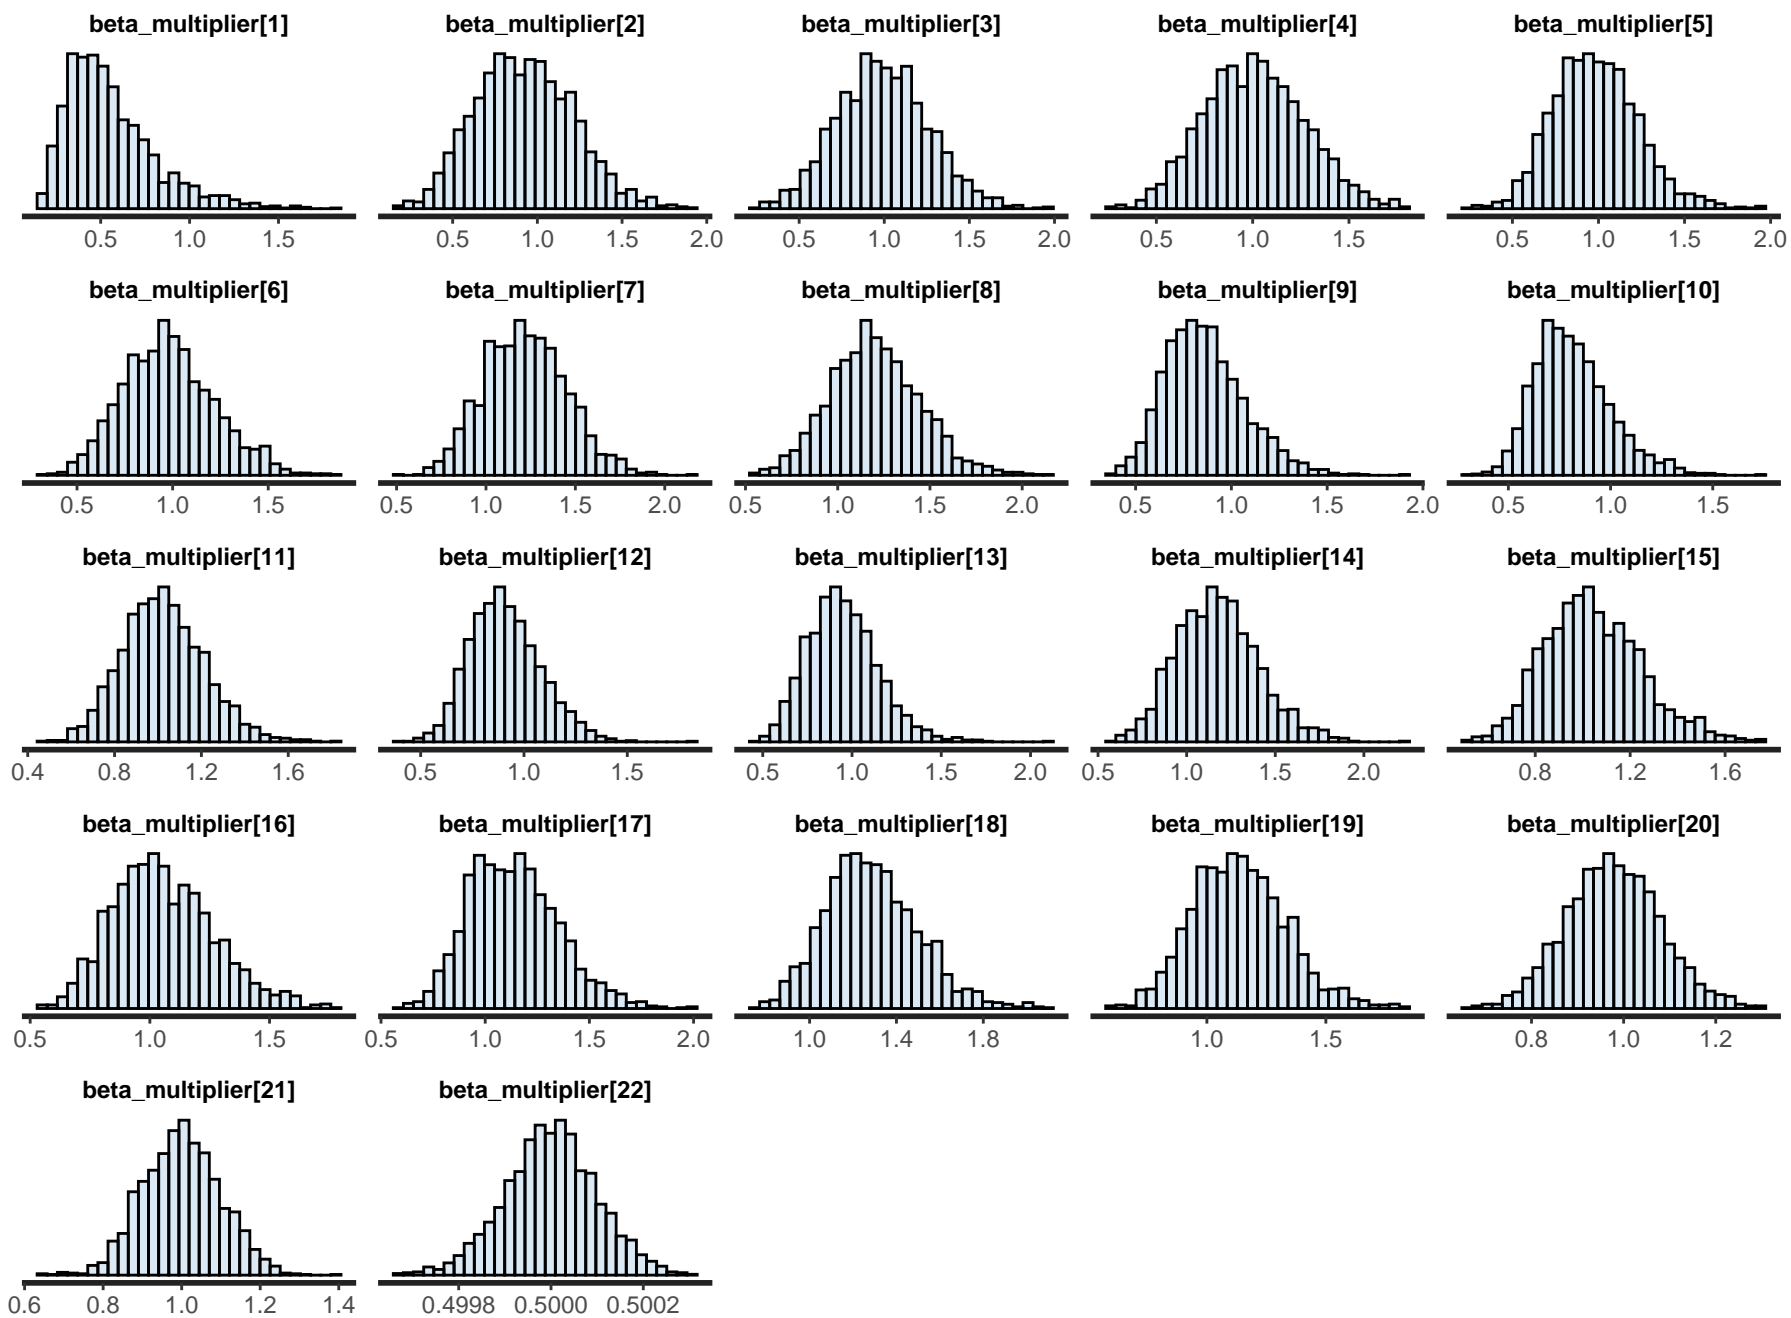 beta_multiplier[1] beta_multiplier[2] beta_multiplier[3] beta_multiplier[4] beta_multiplier[5]
0.5 1.0 1.5 0.5 1.0 1.5 2.0 0.5 1.0 1.5 2.0 0.5 1.0 1.5 0.5 1.0 1.5 2.0
beta_multiplier[6] beta_multiplier[7] beta_multiplier[8] beta_multiplier[9] beta_multiplier[10]
0.5 1.0 1.5 0.5 1.0 1.5 2.0 0.5 1.0 1.5 2.0 0.5 1.0 1.5 2.0 0.5 1.0 1.5
beta_multiplier[11] beta_multiplier[12] beta_multiplier[13] beta_multiplier[14] beta_multiplier[15]
0.4 0.8 1.2 1.6 0.5 1.0 1.5 0.5 1.0 1.5 2.0 0.5 1.0 1.5 2.0 0.8 1.2 1.6
beta_multiplier[16] beta_multiplier[17] beta_multiplier[18] beta_multiplier[19] beta_multiplier[20]
0.5 1.0 1.5 0.5 1.0 1.5 2.0 1.0 1.4 1.8 1.0 1.5 0.8 1.0 1.2
beta_multiplier[21] beta_multiplier[22]
0.6 0.8 1.0 1.2 1.4 0.4998 0.5000 0.5002